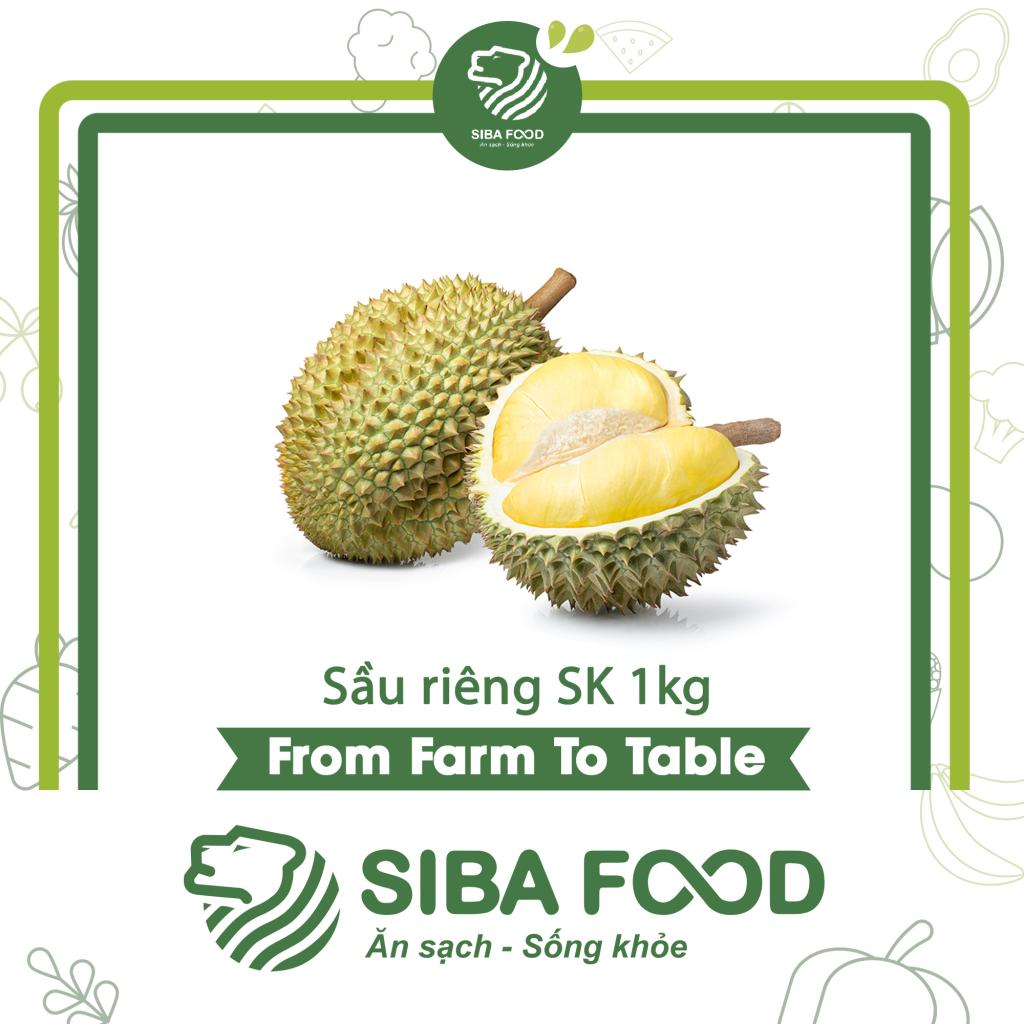 SIBA FOOD
Ăn sạch - Sống khỏe
Sầu riêng SK 1kg
From Farm To Table
SIBA FOOD
Ăn sạch - Sống khỏe